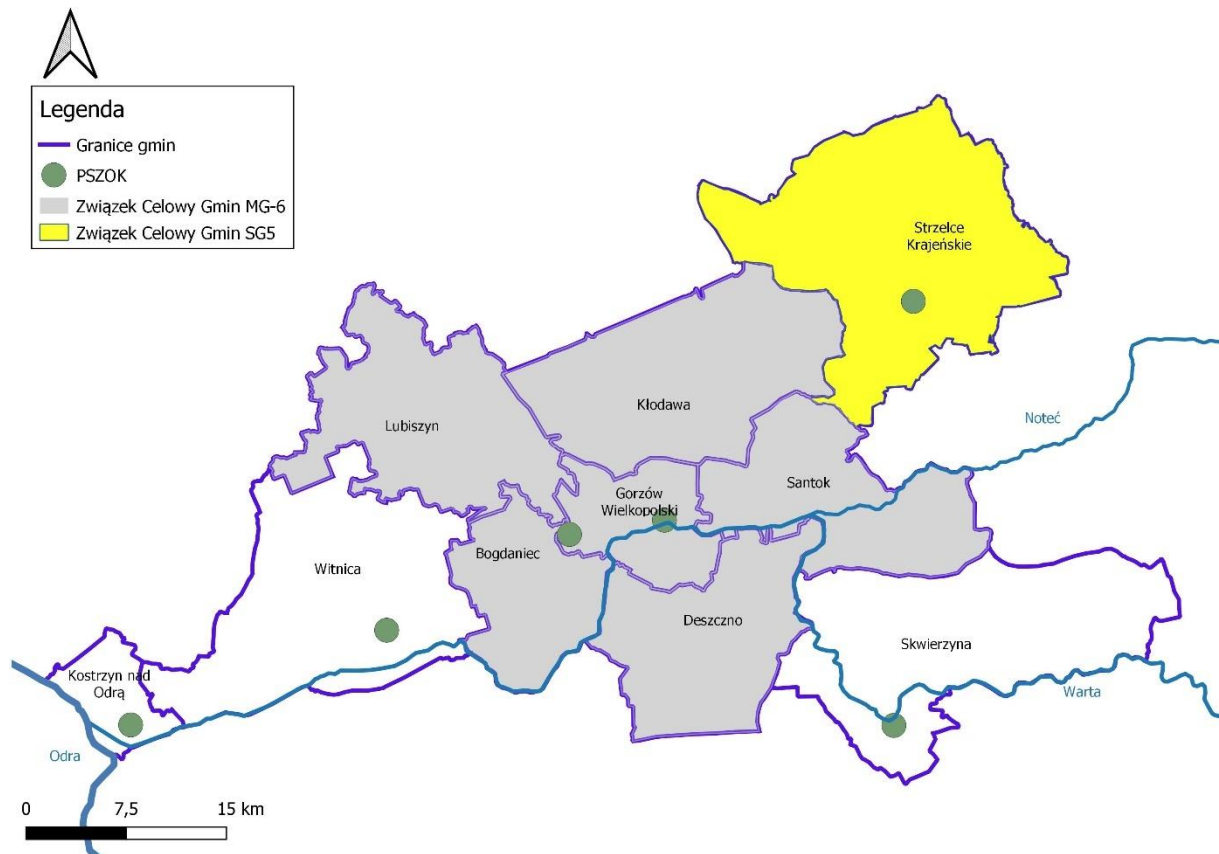 Legenda
Granice gmin
PSZOK
Związek Celowy Gmin MG-6
Związek Celowy Gmin SG5
Strzelce
Krajeńskie
Kłodawa
Lubiszyn
Noteć
Santok
Gorzów
Wielkopolski
Bogdaniec
Witnica
Deszczno
Skwierzyna
Kostrzyn nad
Odrą
Warta
Odra
0 7,5 15 km